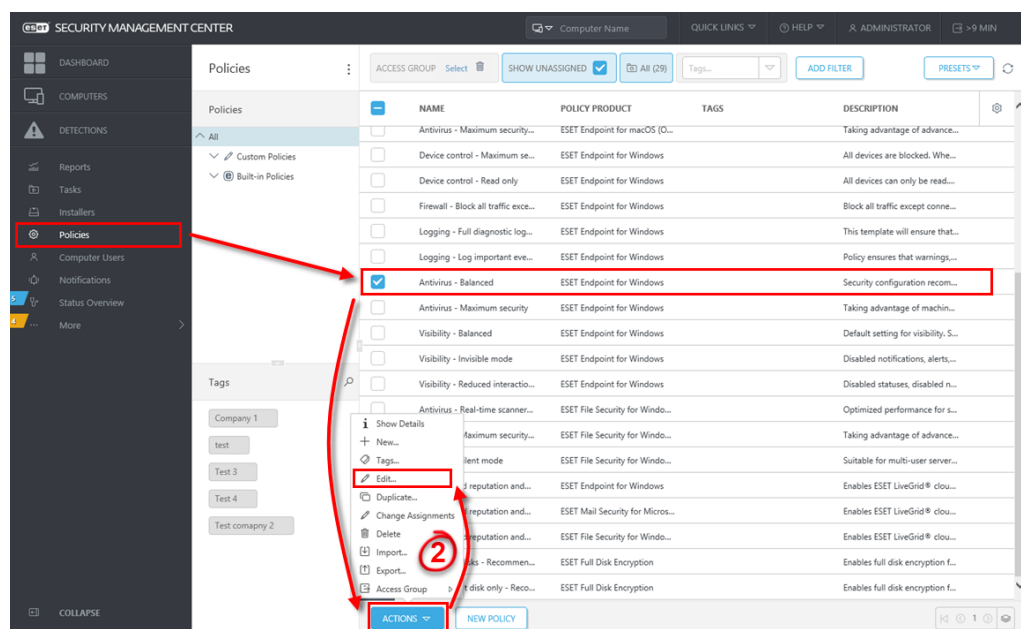 eset SECURITY MANAGEMENT CENTER
Computer Name
QUICK LINKS
HELP
ADMINISTRATOR
>9 MIN
DASHBOARD
COMPUTERS
DETECTIONS
Reports
Tasks
Installers
Policies
Computer Users
Notifications
5
Status Overview
4
More
COLLAPSE
Policies
Policies
All
Custom Policies
Built-in Policies
Tags
Company 1
test
Test 3
Test 4
Test comapny 2
ACCESS GROUP Select
SHOW UNASSIGNED
All (29)
Tags...
ADD FILTER
PRESETS
NAME POLICY PRODUCT TAGS DESCRIPTION
Antivirus - Maximum security... ESET Endpoint for macOS (O... Taking advantage of advance...
Device control - Maximum se... ESET Endpoint for Windows All devices are blocked. Whe...
Device control - Read only ESET Endpoint for Windows All devices can only be read....
Firewall - Block all traffic exce... ESET Endpoint for Windows Block all traffic except conne...
Logging - Full diagnostic log... ESET Endpoint for Windows This template will ensure that...
Logging - Log important eve... ESET Endpoint for Windows Policy ensures that warnings,...
Antivirus - Balanced ESET Endpoint for Windows Security configuration recom...
Antivirus - Maximum security ESET Endpoint for Windows Taking advantage of machin...
Visibility - Balanced ESET Endpoint for Windows Default setting for visibility. S...
Visibility - Invisible mode ESET Endpoint for Windows Disabled notifications, alerts,...
Visibility - Reduced interactio... ESET Endpoint for Windows Disabled statuses, disabled n...
Antivirus - Real-time scanner... ESET File Security for Windo... Optimized performance for s...
Maximum security... ESET File Security for Windo... Taking advantage of advance...
lent mode ESET File Security for Windo... Suitable for multi-user server...
d reputation and... ESET Endpoint for Windows Enables ESET LiveGrid® clou...
d reputation and... ESET Mail Security for Micros... Enables ESET LiveGrid® clou...
reputation and... ESET File Security for Windo... Enables ESET LiveGrid® clou...
sks - Recommen... ESET Full Disk Encryption Enables full disk encryption f...
t disk only - Reco... ESET Full Disk Encryption Enables full disk encryption f...
Show Details
New...
Tags...
Edit...
Duplicate...
Change Assignments
Delete
Import...
Export...
Access Group
2
ACTIONS
NEW POLICY
1